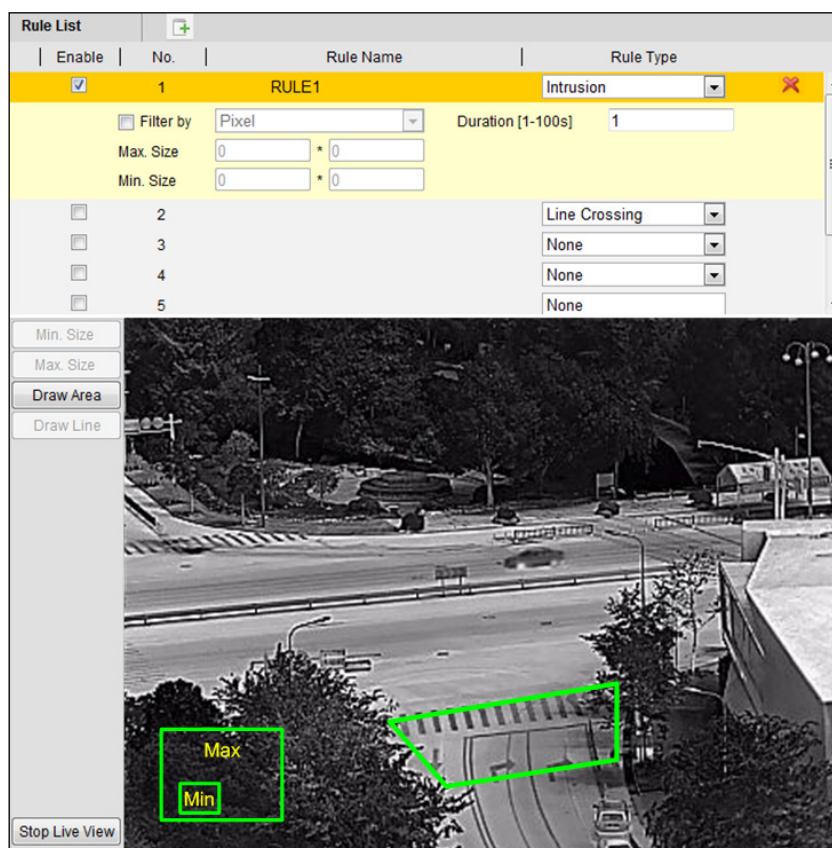 Rule List
Enable No. Rule Name Rule Type
1 RULE1 Intrusion
Filter by Pixel Duration [1-100s] 1
Max. Size 0 * 0
Min. Size 0 * 0
2 Line Crossing
3 None
4 None
5 None
Min. Size
Max. Size
Draw Area
Draw Line
Max
Min
Stop Live View